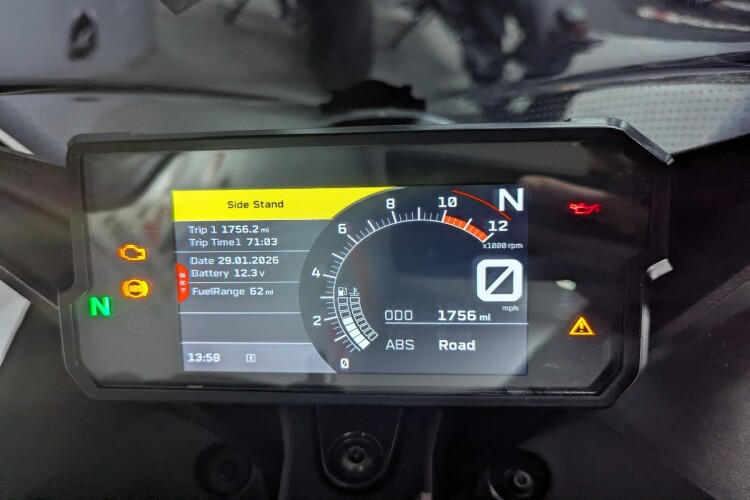 Side Stand
Trip 1 1756.2 mi
Trip Time1 71:03
Date 29.01.2026
Battery 12.3 v
FuelRange 62 mi
SET
13:58
0
2
4
6
8
10
12
x1000 rpm
N
0
mph
ODO 1756 mi
ABS Road
ABS
N